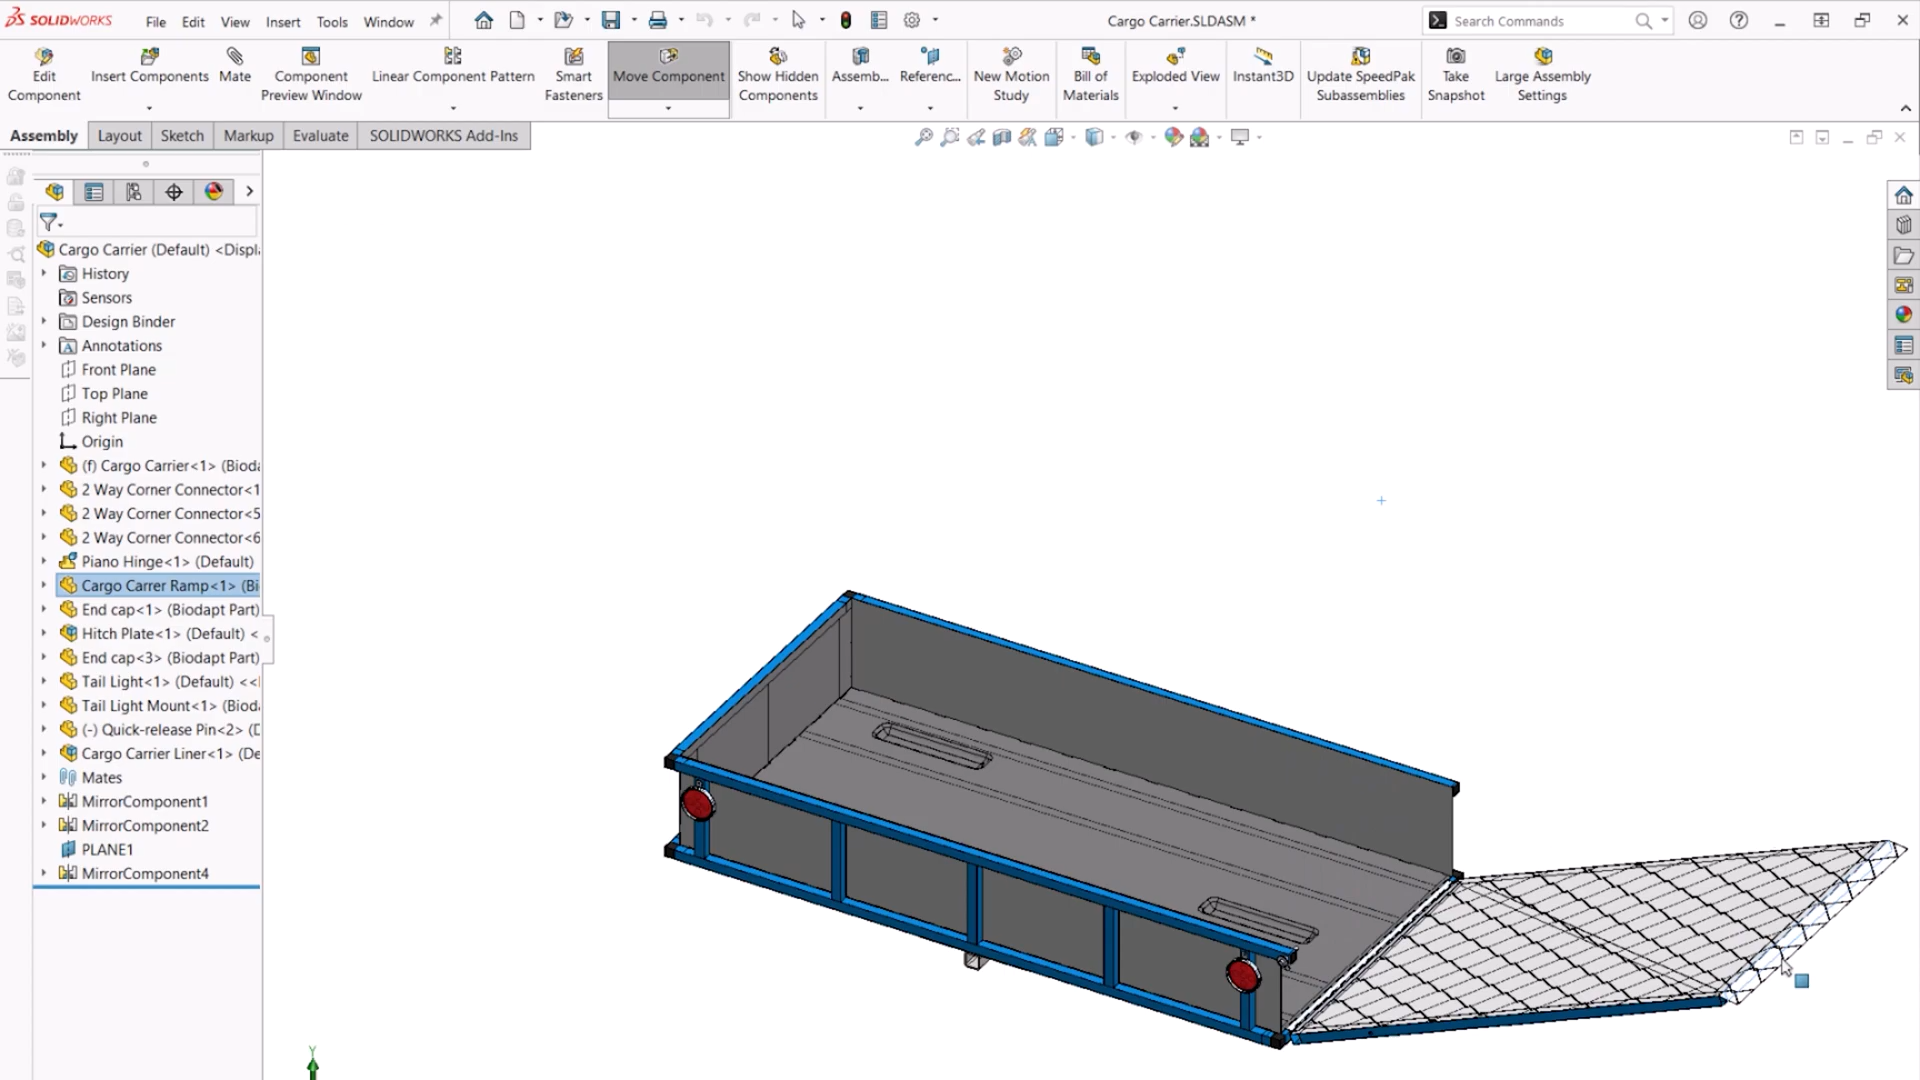 SOLIDWORKS
File Edit View Insert Tools Window
Cargo Carrier.SLDASM *
Search Commands
Edit Component
Insert Components
Mate
Component Preview Window
Linear Component Pattern
Smart Fasteners
Move Component
Show Hidden Components
Assemb...
Referenc...
New Motion Study
Bill of Materials
Exploded View
Instant3D
Update SpeedPak Subassemblies
Take Snapshot
Large Assembly Settings
Assembly Layout Sketch Markup Evaluate SOLIDWORKS Add-Ins
Cargo Carrier (Default) <Displ
History
Sensors
Design Binder
Annotations
Front Plane
Top Plane
Right Plane
Origin
(f) Cargo Carrier<1> (Bioda
2 Way Corner Connector<1
2 Way Corner Connector<5
2 Way Corner Connector<6
Piano Hinge<1> (Default)
Cargo Carrer Ramp<1> (Bi
End cap<1> (Biodapt Part)
Hitch Plate<1> (Default) <
End cap<3> (Biodapt Part)
Tail Light<1> (Default) <<
Tail Light Mount<1> (Bioda
(-) Quick-release Pin<2> (D
Cargo Carrier Liner<1> (De
Mates
MirrorComponent1
MirrorComponent2
PLANE1
MirrorComponent4
Y